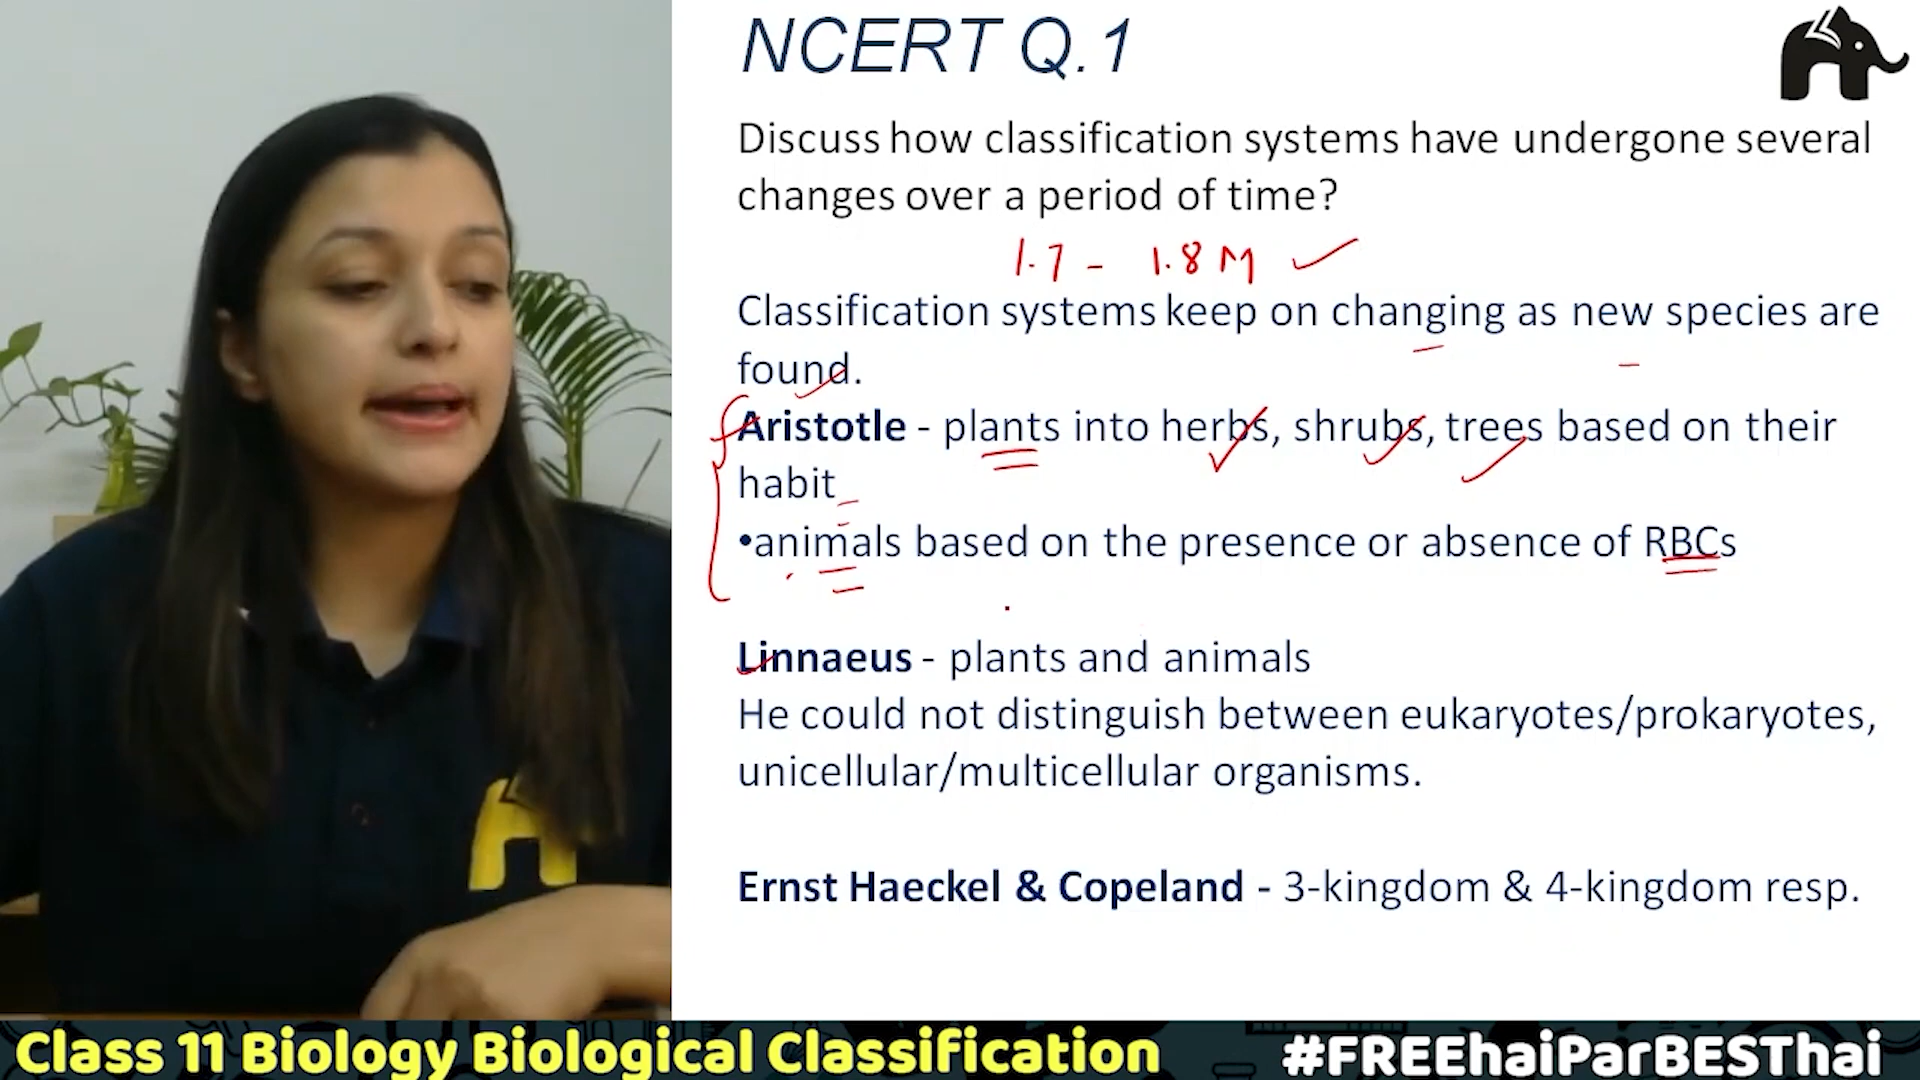 NCERT Q.1
Discuss how classification systems have undergone several
changes over a period of time?
1.7 - 1.8 M
Classification systems keep on changing as new species are
found.
Aristotle - plants into herbs, shrubs, trees based on their
habit
•animals based on the presence or absence of RBCs
Linnaeus - plants and animals
He could not distinguish between eukaryotes/prokaryotes,
unicellular/multicellular organisms.
Ernst Haeckel & Copeland - 3-kingdom & 4-kingdom resp.
Class 11 Biology Biological Classification
#FREEhaiParBESThai